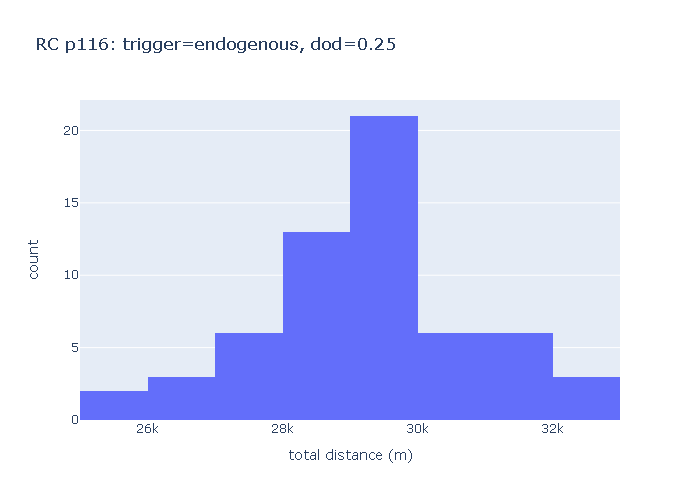 RC p116: trigger=endogenous, dod=0.25
20
15
10
5
0
count
26k
28k
30k
32k
total distance (m)